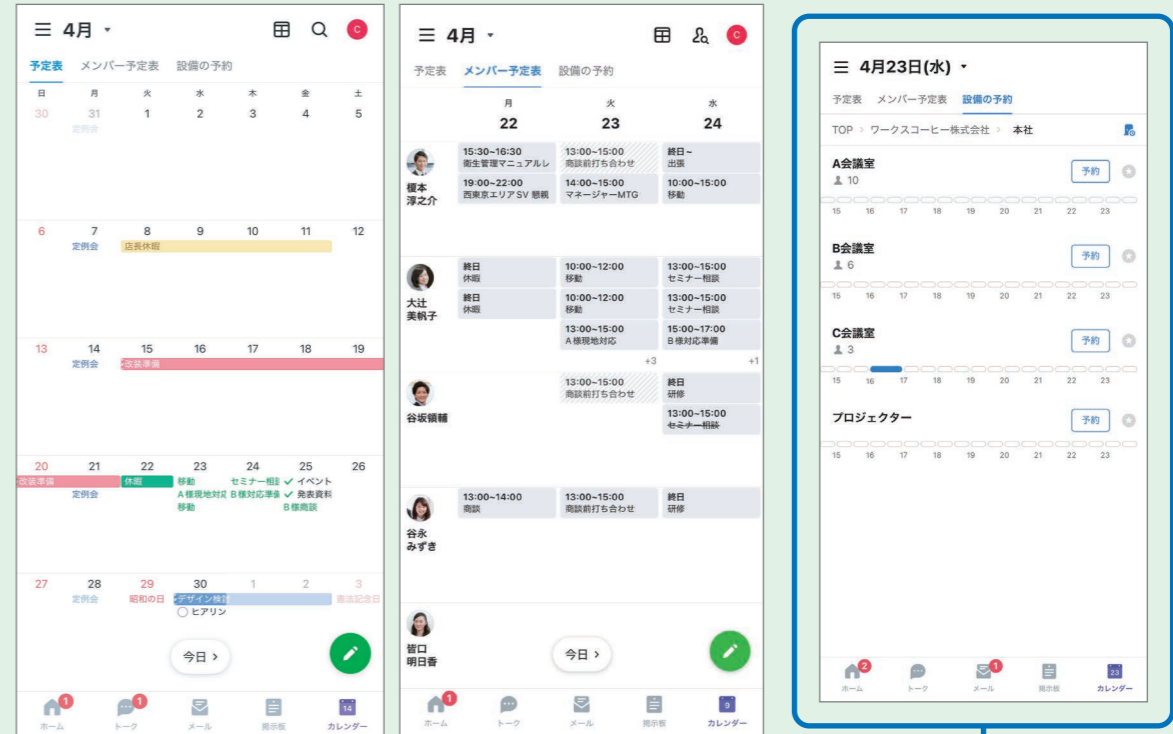 4月
C
予定表 メンバー予定表 設備の予約
日 月 火 水 木 金 土
30 31 1 2 3 4 5
定例会
6 7 8 9 10 11 12
定例会 店長休暇
13 14 15 16 17 18 19
定例会 改装準備
20 21 22 23 24 25 26
改装準備 休暇 移動 セミナー相談 イベント
定例会 A様現地対応 B様対応準備 発表資料
移動 B様商談
27 28 29 30 1 2 3
定例会 昭和の日 デザイン検討 憲法記念日
ヒアリン
今日 >
1 1 14
ホーム トーク メール 掲示板 カレンダー
4月
C
予定表 メンバー予定表 設備の予約
月 火 水
22 23 24
15:30~16:30 13:00~15:00 終日~
衛生管理マニュアルレ 商談前打ち合わせ 出張
19:00~22:00 14:00~15:00 10:00~15:00
西東京エリアSV 懇親 マネージャーMTG 移動
榎本
淳之介
終日 10:00~12:00 13:00~15:00
休暇 移動 セミナー相談
終日 10:00~12:00 13:00~15:00
休暇 移動 セミナー相談
大辻
美帆子
13:00~15:00 15:00~17:00
A様現地対応 B様対応準備
+3 +1
13:00~15:00 終日
商談前打ち合わせ 研修
谷坂領輔
13:00~15:00
セミナー相談
13:00~14:00 13:00~15:00 終日
商談 商談前打ち合わせ 研修
谷永
みずき
皆口
明日香
今日 >
1 9
ホーム トーク メール 掲示板 カレンダー
4月23日(水)
予定表 メンバー予定表 設備の予約
TOP > ワークスコーヒー株式会社 > 本社
A会議室
10
予約
15 16 17 18 19 20 21 22 23
B会議室
6
予約
15 16 17 18 19 20 21 22 23
C会議室
3
予約
15 16 17 18 19 20 21 22 23
プロジェクター
予約
15 16 17 18 19 20 21 22 23
2 1 23
ホーム トーク メール 掲示板 カレンダー